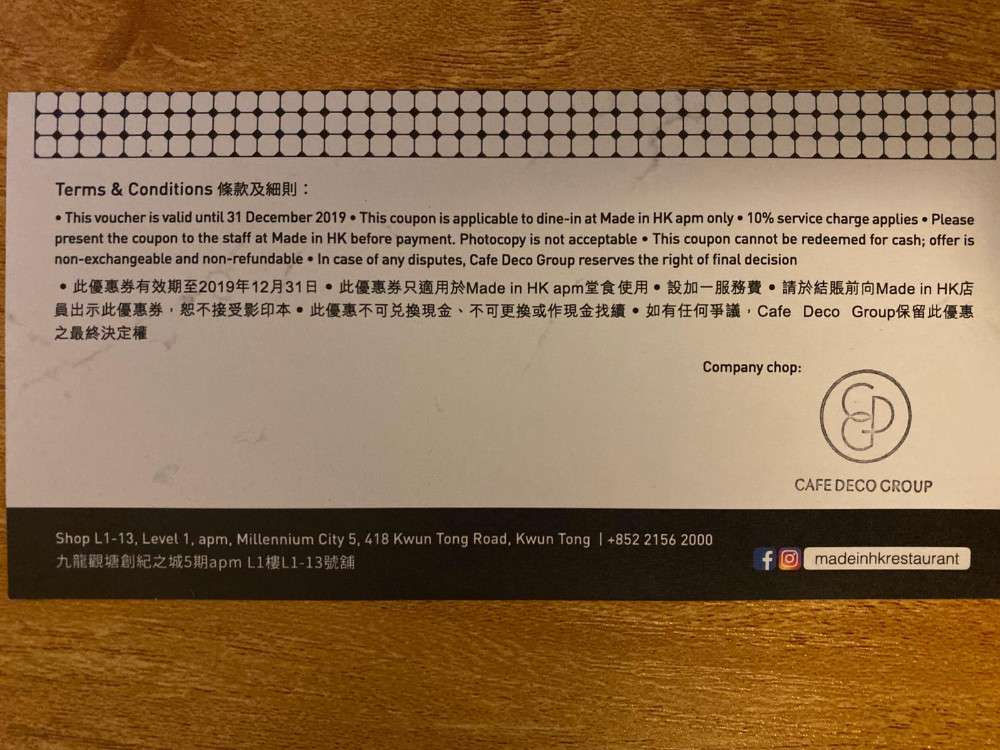 Terms & Conditions 條款及細則：
• This voucher is valid until 31 December 2019 • This coupon is applicable to dine-in at Made in HK apm only • 10% service charge applies • Please
present the coupon to the staff at Made in HK before payment. Photocopy is not acceptable • This coupon cannot be redeemed for cash; offer is
non-exchangeable and non-refundable • In case of any disputes, Cafe Deco Group reserves the right of final decision
• 此優惠券有效期至2019年12月31日 • 此優惠券只適用於Made in HK apm堂食使用 • 設加一服務費 • 請於結賬前向Made in HK店
員出示此優惠券，恕不接受影印本 • 此優惠不可兌換現金、不可更換或作現金找續 • 如有任何爭議，Cafe Deco Group保留此優惠
之最終決定權
Company chop:
CAFE DECO GROUP
Shop L1-13, Level 1, apm, Millennium City 5, 418 Kwun Tong Road, Kwun Tong | +852 2156 2000
九龍觀塘創紀之城5期apm L1樓L1-13號舖
madeinhkrestaurant